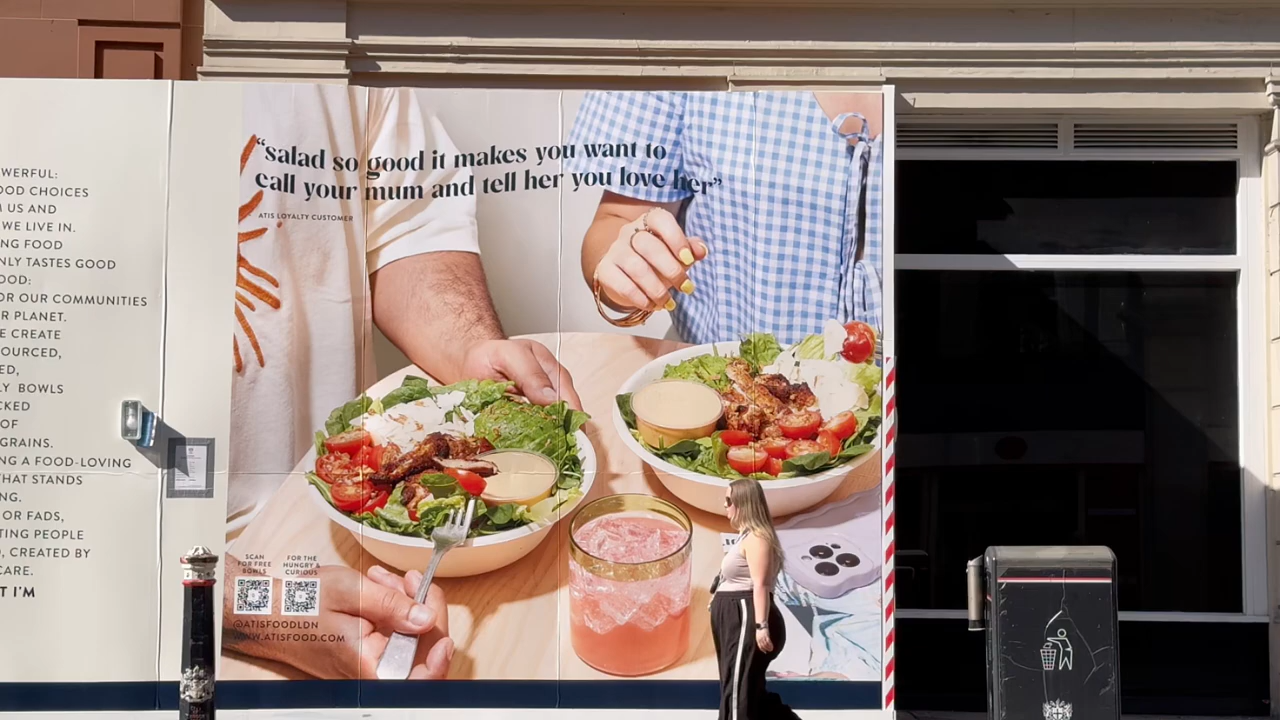 WERFUL:
OOD CHOICES
M US AND
WE LIVE IN.
NG FOOD
NLY TASTES GOOD
OOD:
OR OUR COMMUNITIES
R PLANET.
E CREATE
OURCED,
ED,
LY BOWLS
CKED
OF
GRAINS.
NG A FOOD-LOVING
HAT STANDS
NG.
OR FADS,
TING PEOPLE
D, CREATED BY
CARE.
T I'M
“salad so good it makes you want to
call your mum and tell her you love her”
ATIS LOYALTY CUSTOMER
SCAN
FOR FREE
BOWLS
FOR THE
HUNGRY &
CURIOUS
@ATISFOODLDN
WWW.ATISFOOD.COM